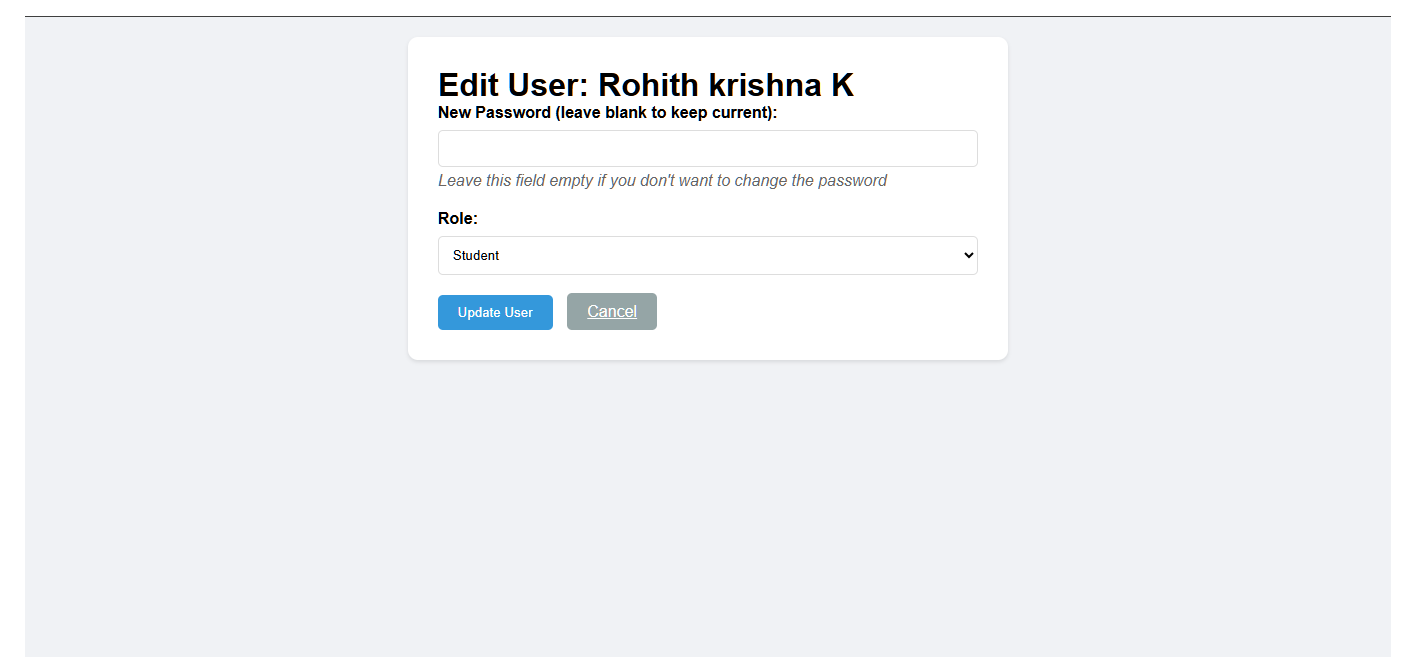 Edit User: Rohith krishna K
New Password (leave blank to keep current):
Leave this field empty if you don't want to change the password
Role:
Student
Update User Cancel